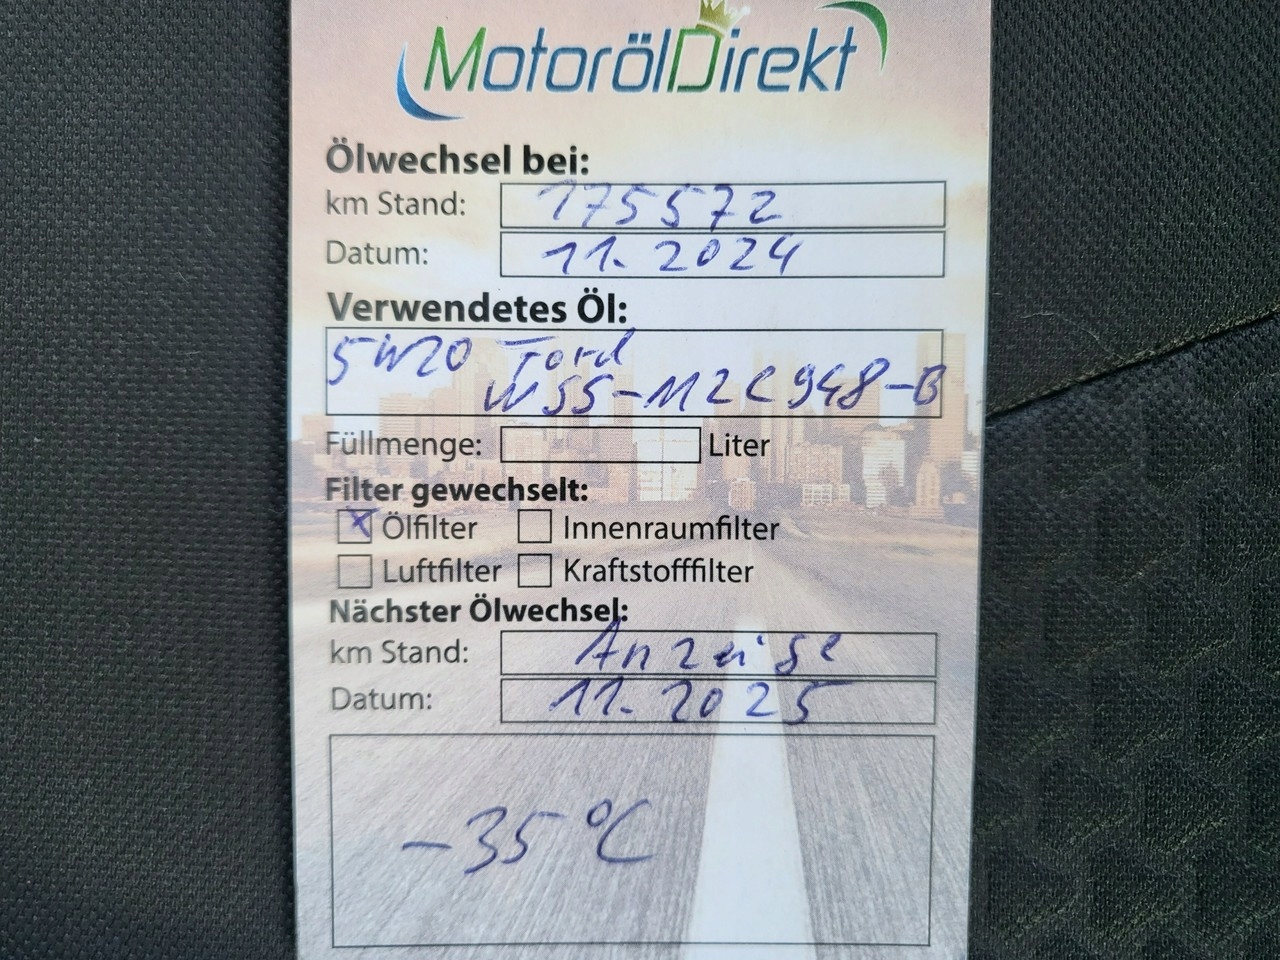 MotorölDirekt
Ölwechsel bei:
km Stand: 175572
Datum: 11.2024
Verwendetes Öl:
5W20 Ford
WSS-M2C948-B
Füllmenge: Liter
Filter gewechselt:
Ölfilter Innenraumfilter
Luftfilter Kraftstofffilter
Nächster Ölwechsel:
km Stand: Anzeige
Datum: 11.2025
-35°C